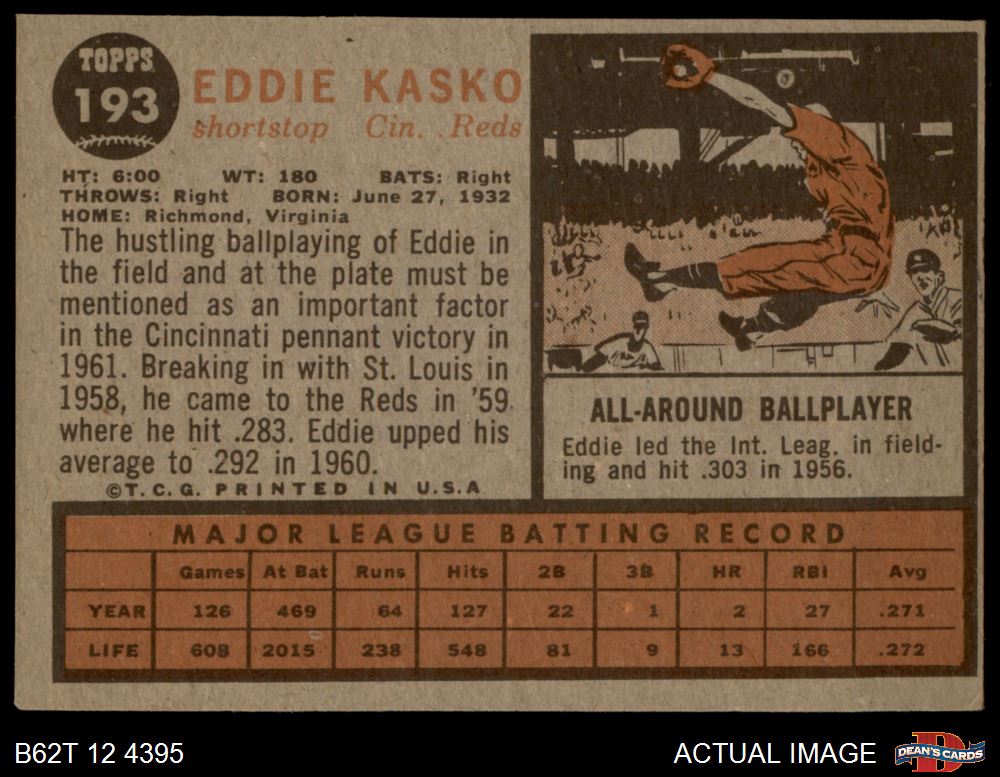 TOPPS
193
EDDIE KASKO
shortstop Cin. Reds
HT: 6:00 WT: 180 BATS: Right
THROWS: Right BORN: June 27, 1932
HOME: Richmond, Virginia
The hustling ballplaying of Eddie in
the field and at the plate must be
mentioned as an important factor
in the Cincinnati pennant victory in
1961. Breaking in with St. Louis in
1958, he came to the Reds in '59
where he hit .283. Eddie upped his
average to .292 in 1960.
©T.C.G. PRINTED IN U.S.A
ALL-AROUND BALLPLAYER
Eddie led the Int. Leag. in field-
ing and hit .303 in 1956.
MAJOR LEAGUE BATTING RECORD
Games At Bat Runs Hits 2B 3B HR RBI Avg
YEAR 126 469 64 127 22 1 2 27 .271
LIFE 608 2015 238 548 81 9 13 166 .272
B62T 12 4395
ACTUAL IMAGE
D
DEAN'S CARDS